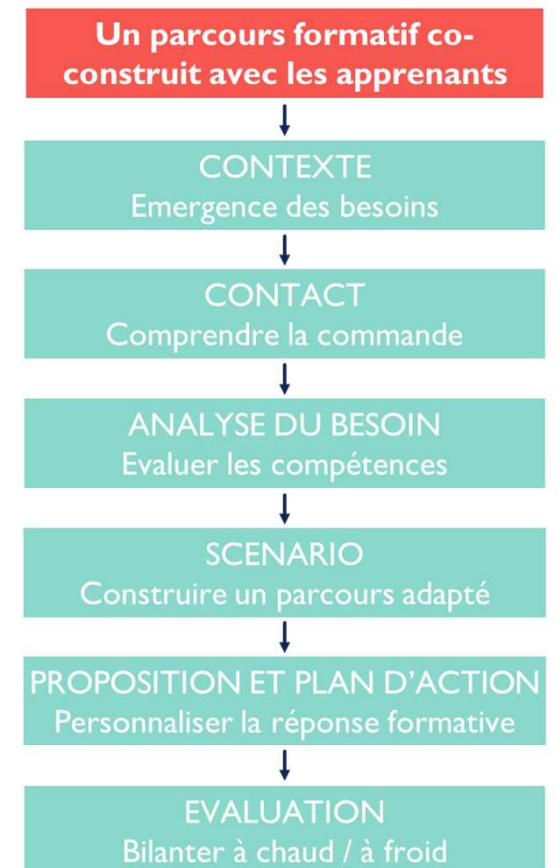 Un parcours formatif co-
construit avec les apprenants
CONTEXTE
Emergence des besoins
CONTACT
Comprendre la commande
ANALYSE DU BESOIN
Evaluer les compétences
SCENARIO
Construire un parcours adapté
PROPOSITION ET PLAN D’ACTION
Personnaliser la réponse formative
EVALUATION
Bilanter à chaud / à froid